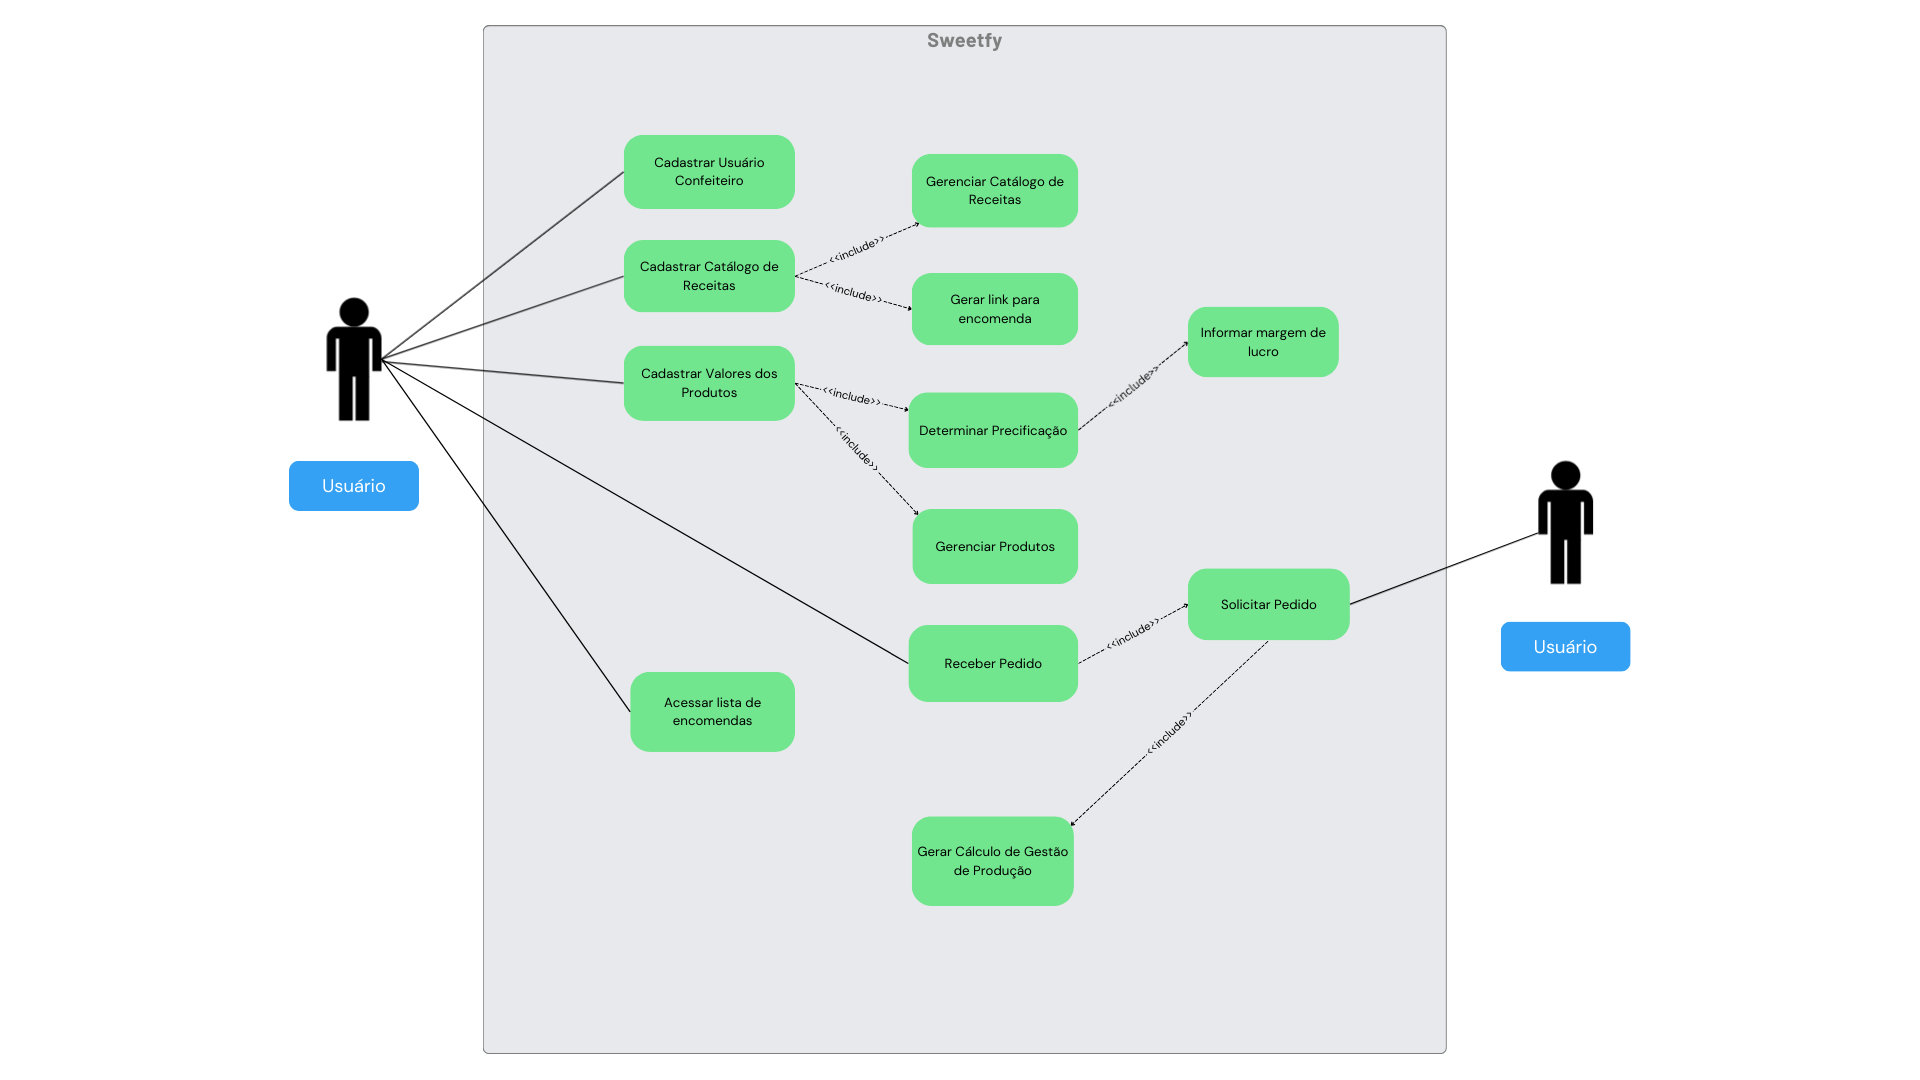 Sweetfy
Cadastrar Usuário
Confeiteiro
Gerenciar Catálogo de
Receitas
<<include>>
Cadastrar Catálogo de
Receitas
<<include>>
Gerar link para
encomenda
Informar margem de
lucro
Cadastrar Valores dos
Produtos
<<include>>
<<include>>
Determinar Precificação
<<include>>
Usuário
Gerenciar Produtos
Solicitar Pedido
<<include>>
Receber Pedido
Usuário
Acessar lista de
encomendas
<<include>>
Gerar Cálculo de Gestão
de Produção